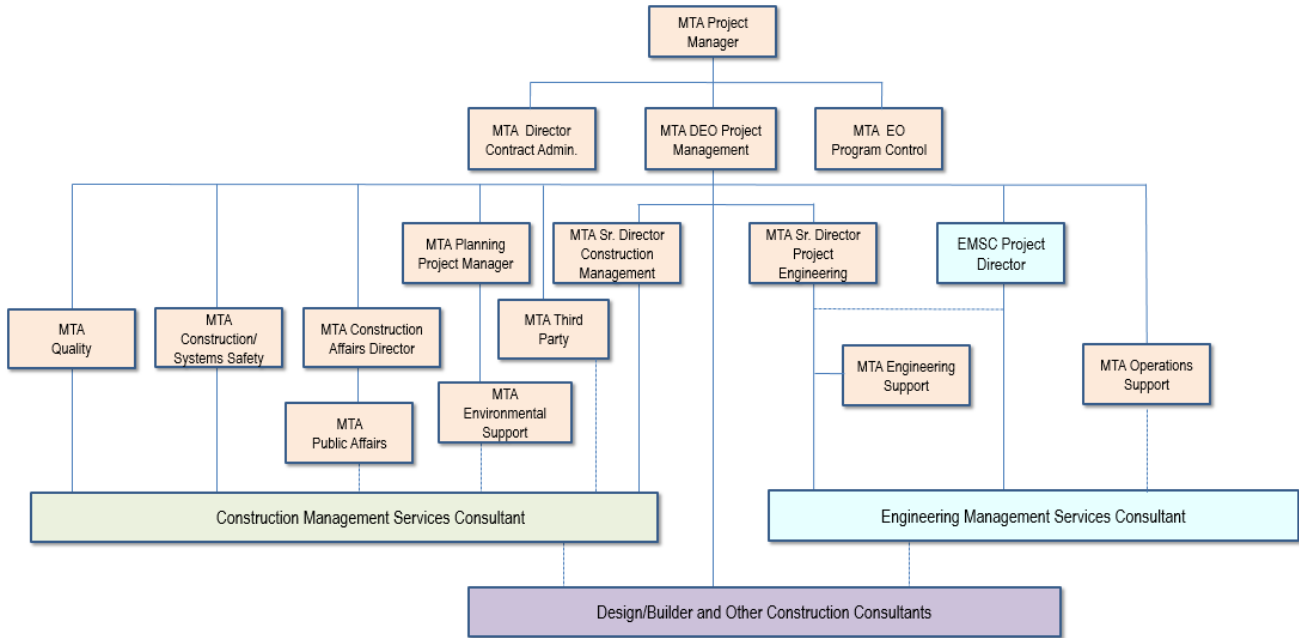 MTA Project
Manager
MTA Director
Contract Admin.
MTA DEO Project
Management
MTA EO
Program Control
MTA Planning
Project Manager
MTA Sr. Director
Construction
Management
MTA Sr. Director
Project
Engineering
EMSC Project
Director
MTA
Quality
MTA
Construction/
Systems Safety
MTA Construction
Affairs Director
MTA Third
Party
MTA Engineering
Support
MTA Operations
Support
MTA
Public Affairs
MTA
Environmental
Support
Construction Management Services Consultant
Engineering Management Services Consultant
Design/Builder and Other Construction Consultants